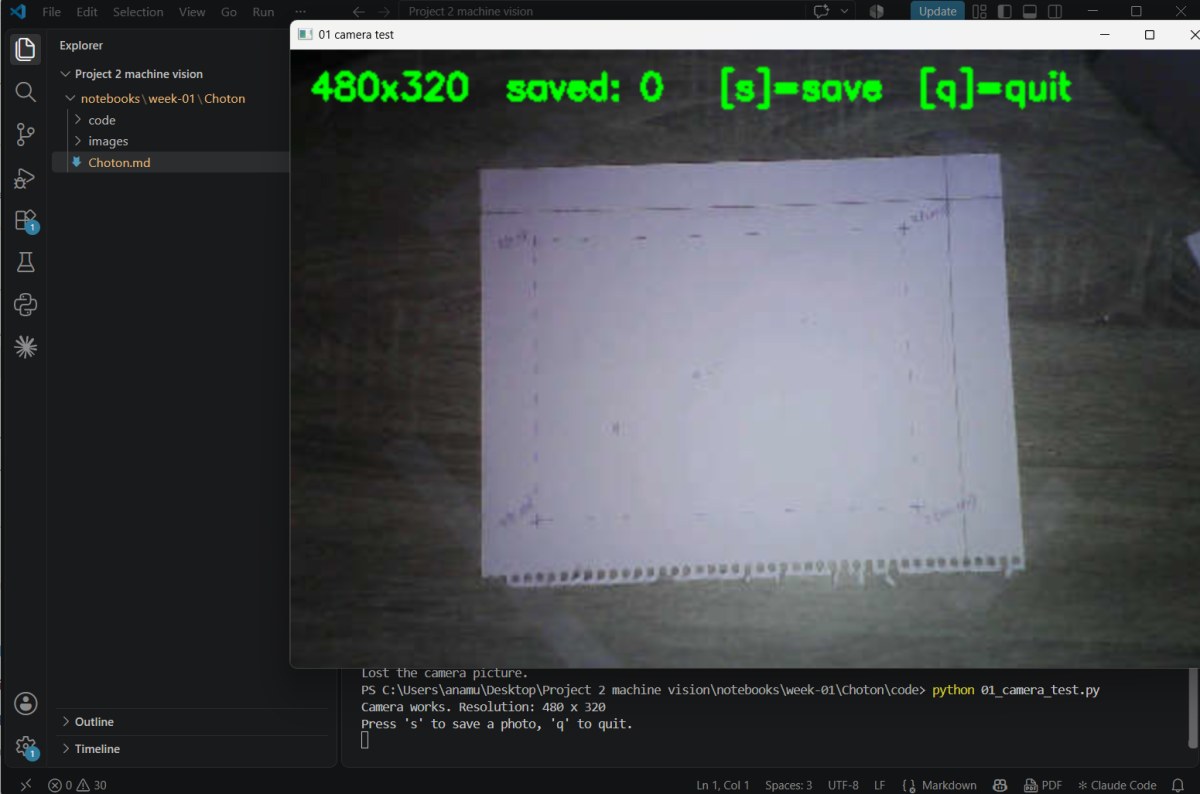 File Edit Selection View Go Run ···
Project 2 machine vision
Update
Explorer
Project 2 machine vision
notebooks\week-01\Choton
code
images
Choton.md
1
Outline
Timeline
1
01 camera test
480x320 saved: 0 [s]=save [q]=quit
Lost the camera picture.
PS C:\Users\anamu\Desktop\Project 2 machine vision\notebooks\week-01\Choton\code> python 01_camera_test.py
Camera works. Resolution: 480 x 320
Press 's' to save a photo, 'q' to quit.
0 30
Ln 1, Col 1 Spaces: 3 UTF-8 LF {} Markdown PDF Claude Code